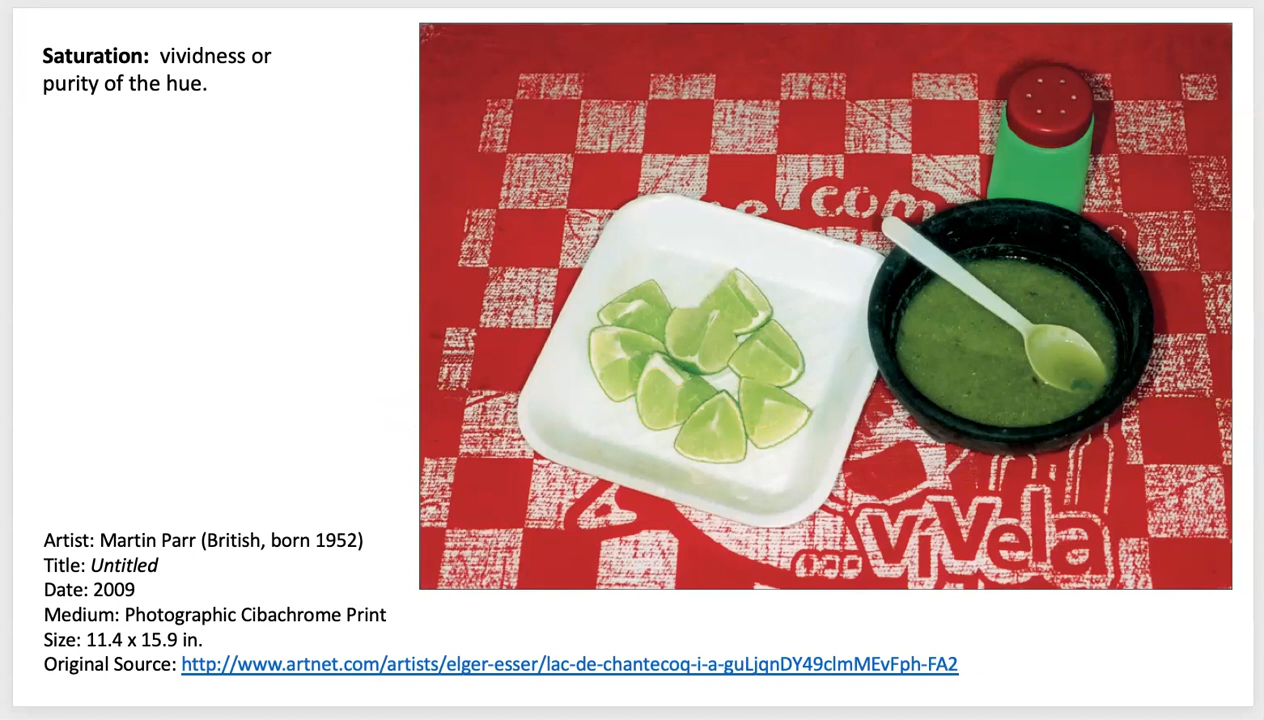 Saturation: vividness or
purity of the hue.
com
ViVela
Artist: Martin Parr (British, born 1952)
Title: Untitled
Date: 2009
Medium: Photographic Cibachrome Print
Size: 11.4 x 15.9 in.
Original Source: http://www.artnet.com/artists/elger-esser/lac-de-chantecoq-i-a-guLjqnDY49clmMEvFph-FA2